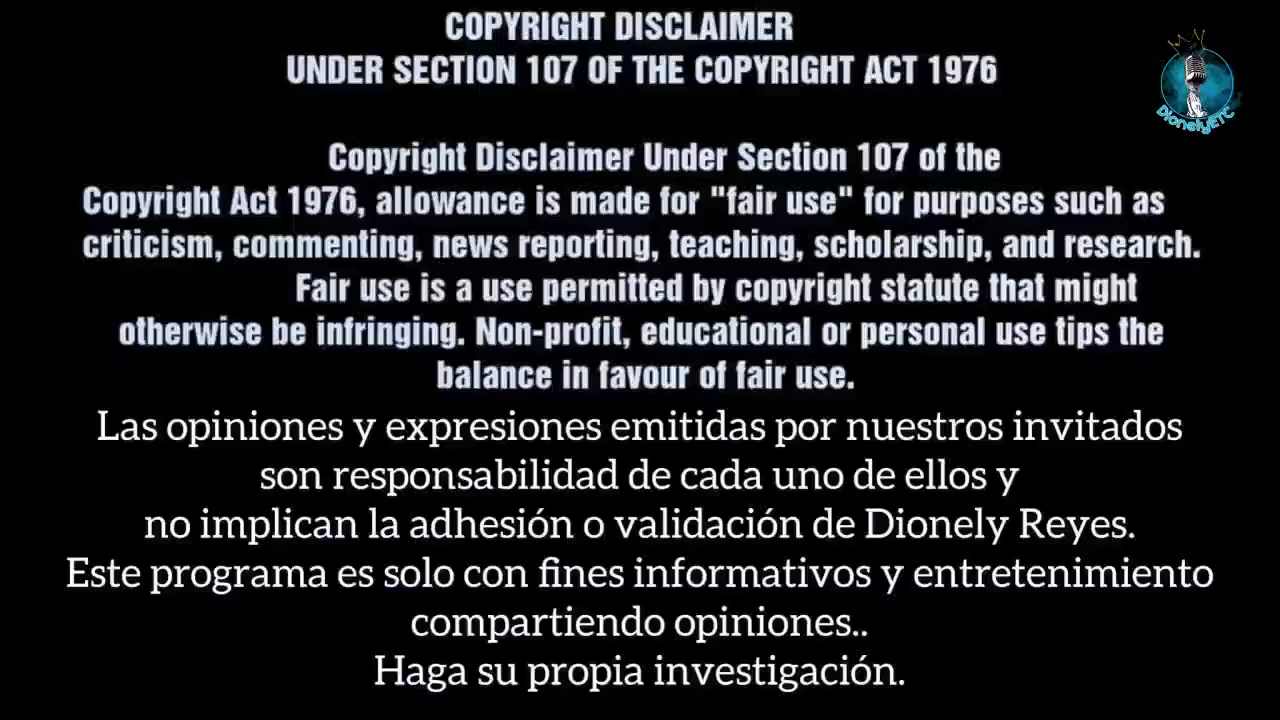 COPYRIGHT DISCLAIMER
UNDER SECTION 107 OF THE COPYRIGHT ACT 1976
Copyright Disclaimer Under Section 107 of the
Copyright Act 1976, allowance is made for "fair use" for purposes such as
criticism, commenting, news reporting, teaching, scholarship, and research.
Fair use is a use permitted by copyright statute that might
otherwise be infringing. Non-profit, educational or personal use tips the
balance in favour of fair use.
Las opiniones y expresiones emitidas por nuestros invitados
son responsabilidad de cada uno de ellos y
no implican la adhesión o validación de Dionely Reyes.
Este programa es solo con fines informativos y entretenimiento
compartiendo opiniones..
Haga su propia investigación.
DionelyETC